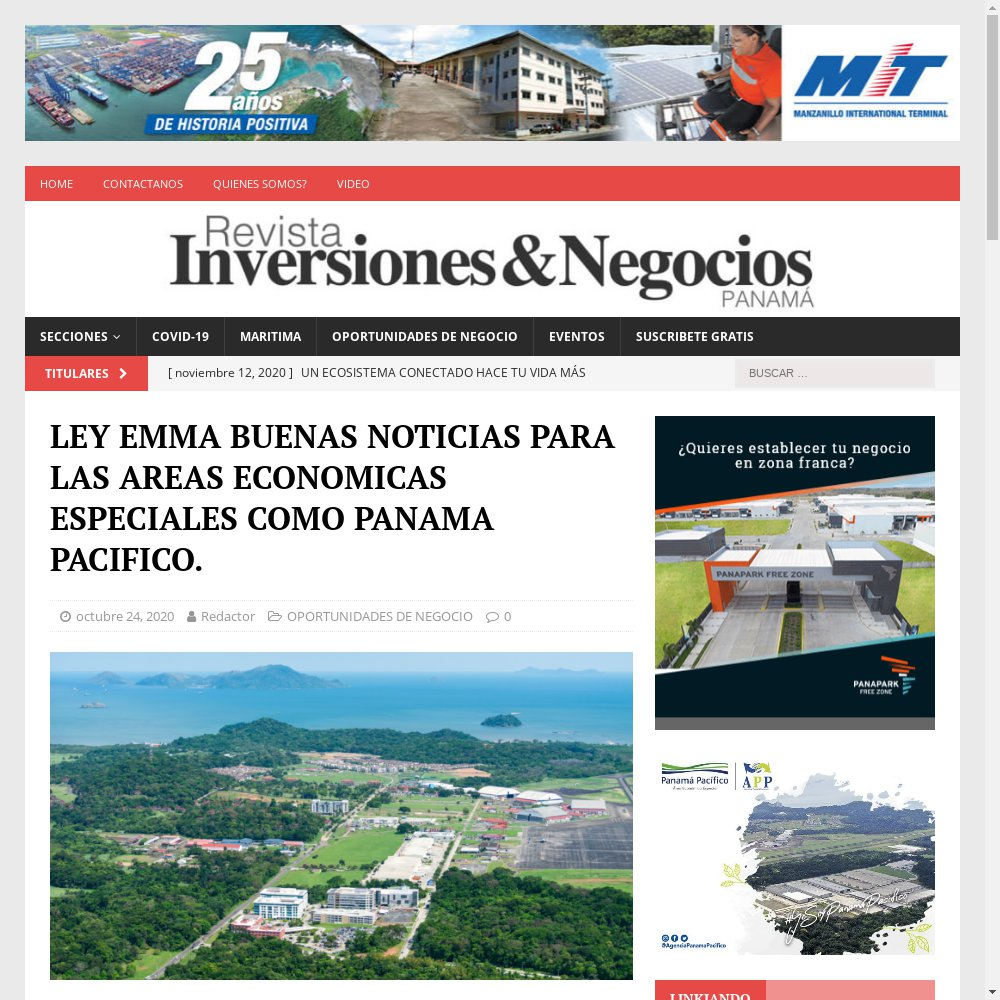 25 años
DE HISTORIA POSITIVA
MIT
MANZANILLO INTERNATIONAL TERMINAL
HOME CONTACTANOS QUIENES SOMOS? VIDEO
Revista
Inversiones&Negocios
PANAMÁ
SECCIONES COVID-19 MARITIMA OPORTUNIDADES DE NEGOCIO EVENTOS SUSCRIBETE GRATIS
TITULARES [ noviembre 12, 2020 ] UN ECOSISTEMA CONECTADO HACE TU VIDA MÁS BUSCAR …
LEY EMMA BUENAS NOTICIAS PARA
LAS AREAS ECONOMICAS
ESPECIALES COMO PANAMA
PACIFICO.
octubre 24, 2020 Redactor OPORTUNIDADES DE NEGOCIO 0
¿Quieres establecer tu negocio
en zona franca?
PANAPARK FREE ZONE
PANAPARK
FREE ZONE
Panamá Pacífico
Área Económica Especial
APP
#YoSoyPanamáPacífico
@AgenciaPanamaPacifico
LINKIANDO